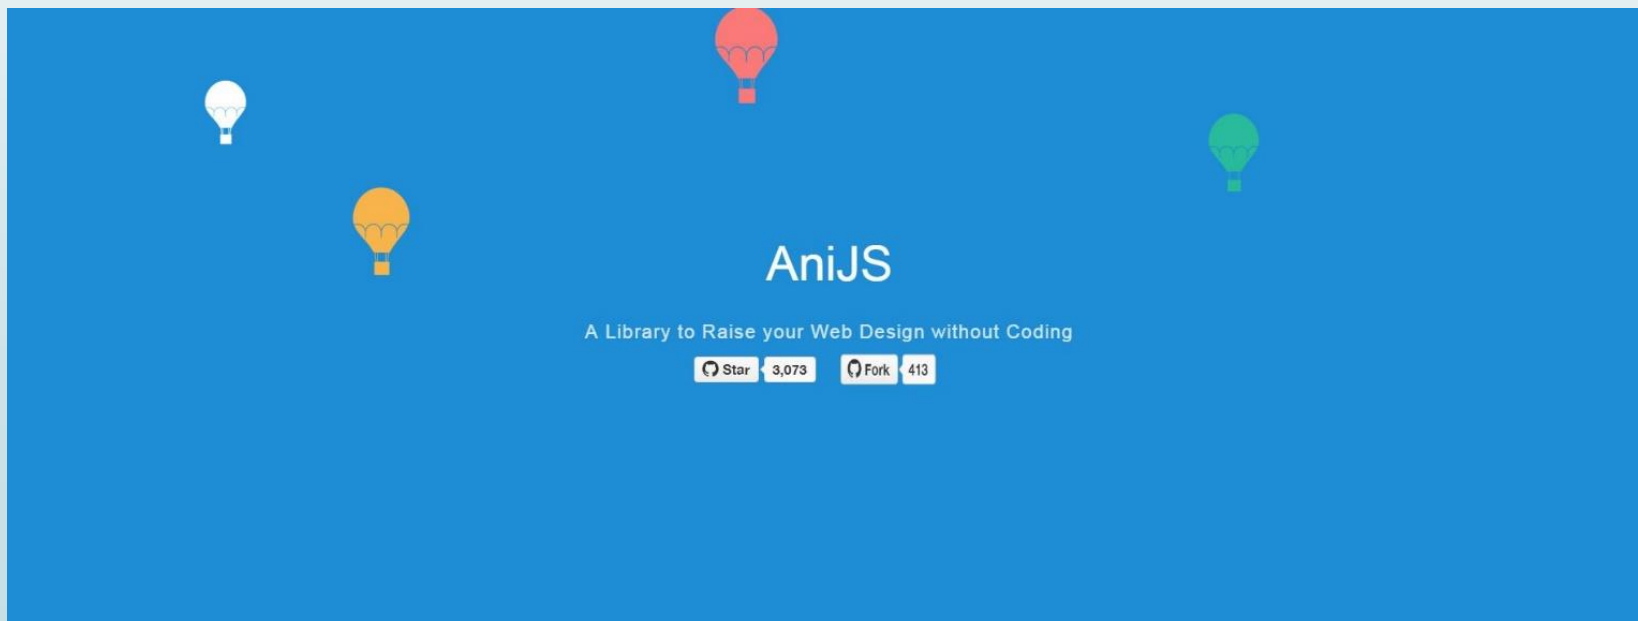 AniJS
A Library to Raise your Web Design without Coding
Star 3,073 Fork 413